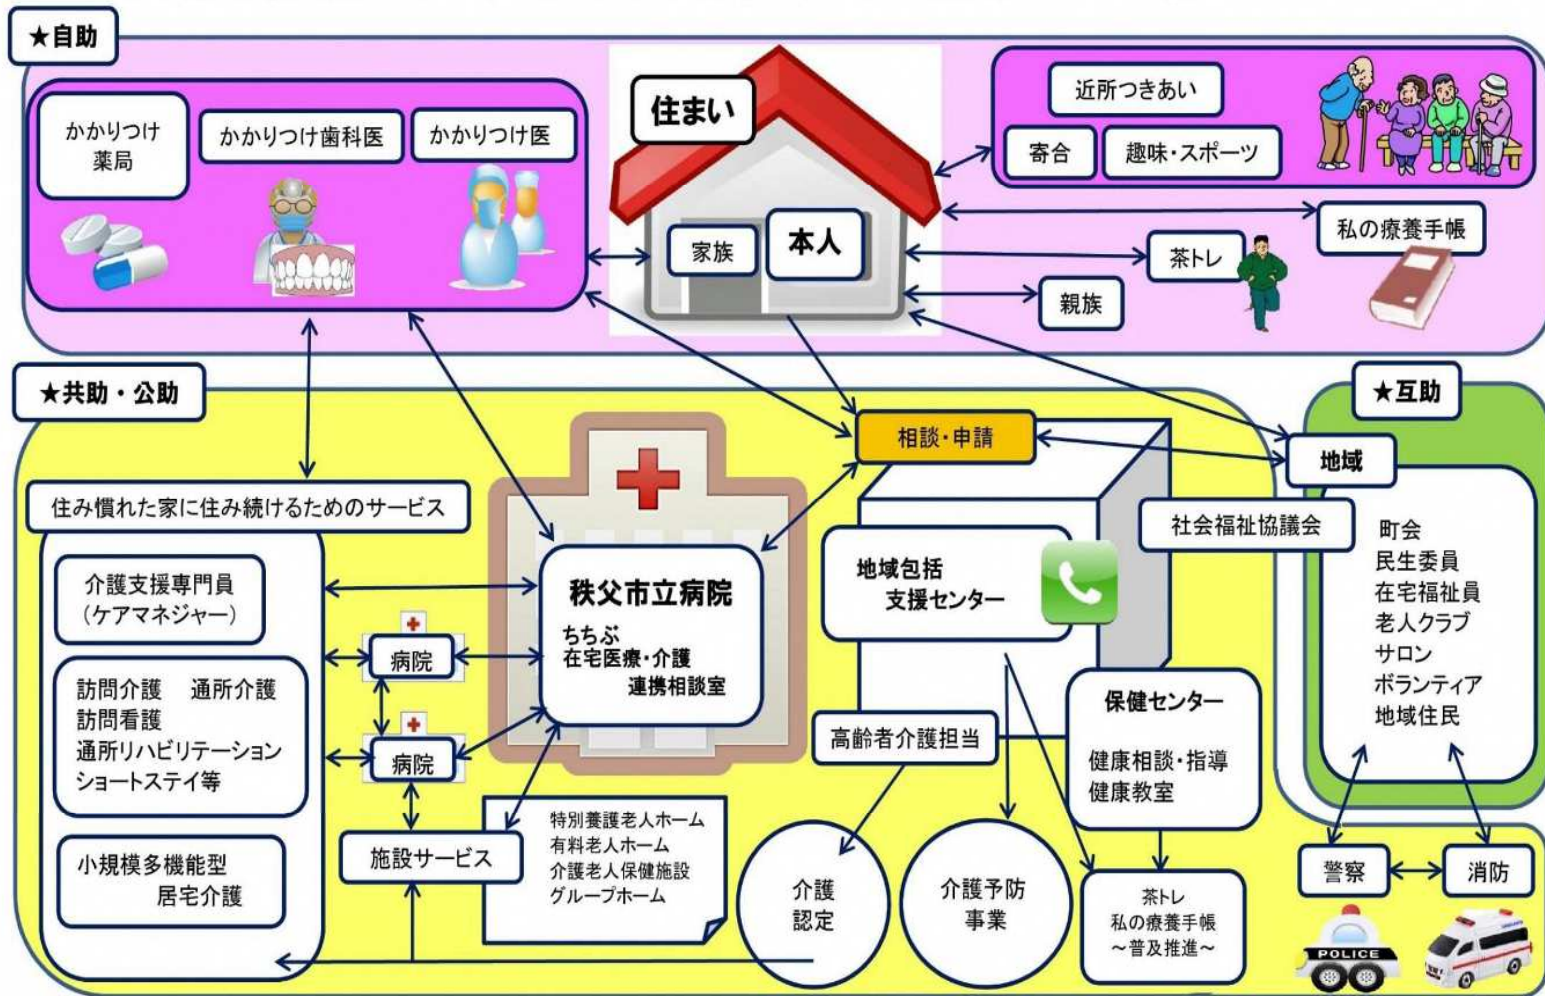 ★自助
かかりつけ
薬局
かかりつけ歯科医
かかりつけ医
住まい
家族
本人
近所つきあい
寄合
趣味・スポーツ
私の療養手帳
茶トレ
親族
★共助・公助
★互助
相談・申請
地域
住み慣れた家に住み続けるためのサービス
社会福祉協議会
町会
民生委員
在宅福祉員
老人クラブ
サロン
ボランティア
地域住民
介護支援専門員
(ケアマネジャー)
病院
秩父市立病院
ちちぶ
在宅医療・介護
連携相談室
地域包括
支援センター
訪問介護 通所介護
訪問看護
通所リハビリテーション
ショートステイ等
病院
高齢者介護担当
保健センター
健康相談・指導
健康教室
小規模多機能型
居宅介護
施設サービス
特別養護老人ホーム
有料老人ホーム
介護老人保健施設
グループホーム
介護
認定
介護予防
事業
茶トレ
私の療養手帳
～普及推進～
警察
消防
POLICE